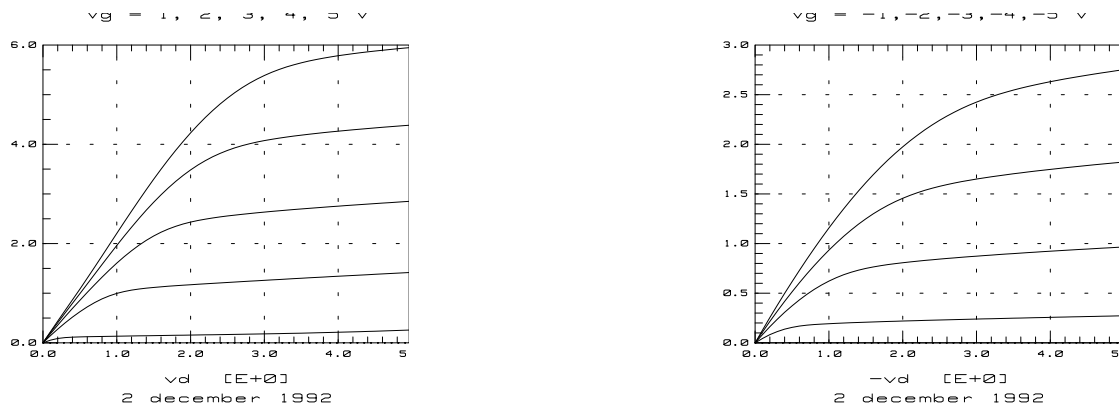 vg = 1, 2, 3, 4, 5 v
6.0
4.0
2.0
0.0
0.0 1.0 2.0 3.0 4.0 5
vd [E+0]
2 december 1992
vg = -1,-2,-3,-4,-5 v
3.0
2.5
2.0
1.5
1.0
0.5
0.0
0.0 1.0 2.0 3.0 4.0 5
-vd [E+0]
2 december 1992